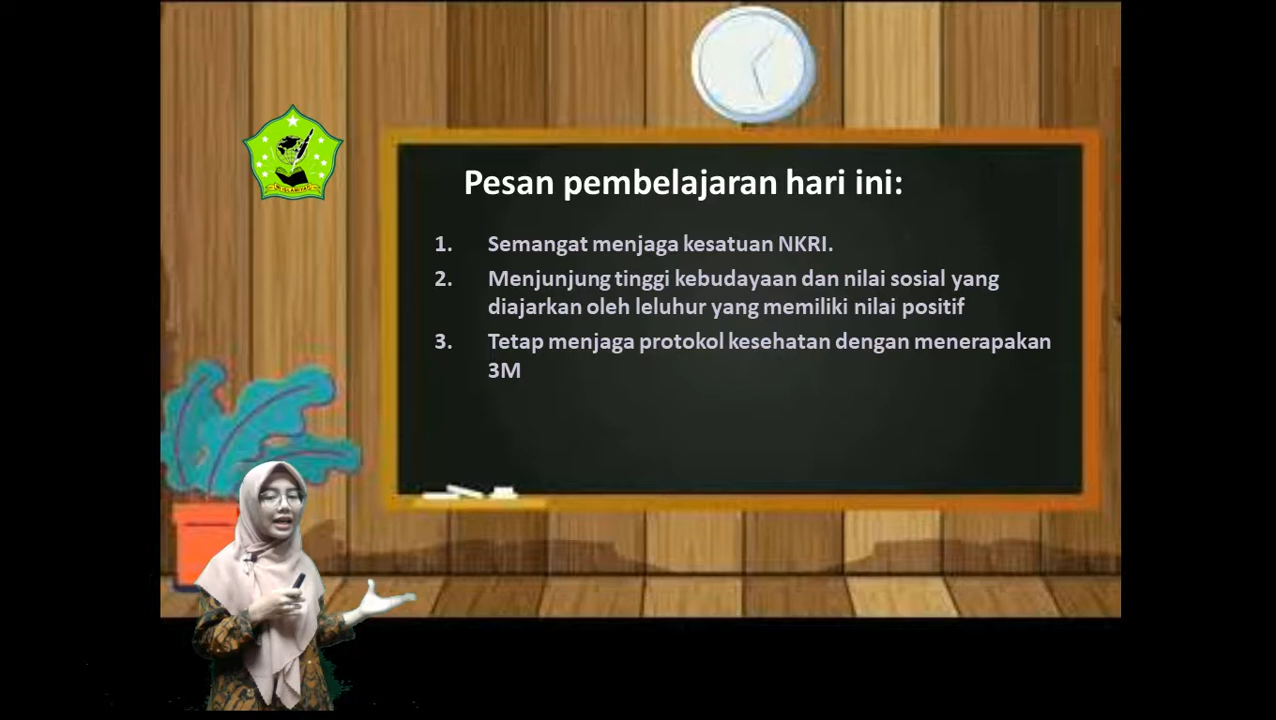 Pesan pembelajaran hari ini:
1. Semangat menjaga kesatuan NKRI.
2. Menjunjung tinggi kebudayaan dan nilai sosial yang
diajarkan oleh leluhur yang memiliki nilai positif
3. Tetap menjaga protokol kesehatan dengan menerapakan
3M